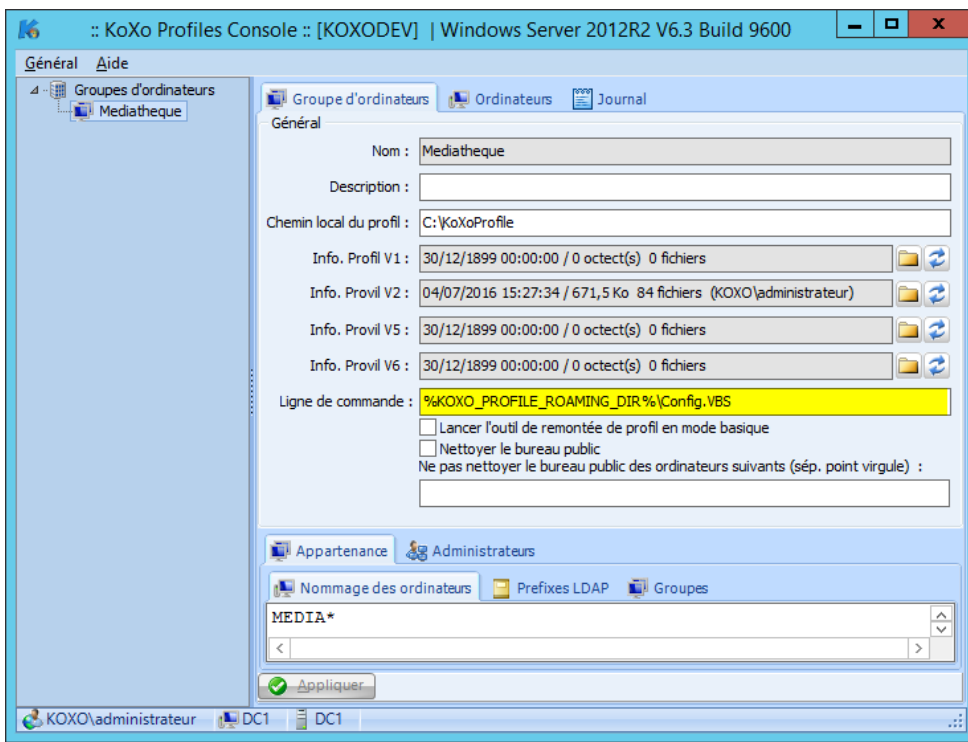 :: KoXo Profiles Console :: [KOXODEV] | Windows Server 2012R2 V6.3 Build 9600
Général Aide
Groupes d'ordinateurs
Mediatheque
Groupe d'ordinateurs Ordinateurs Journal
Général
Nom : Mediatheque
Description :
Chemin local du profil : C:\KoXoProfile
Info. Profil V1 : 30/12/1899 00:00:00 / 0 octect(s) 0 fichiers
Info. Provil V2 : 04/07/2016 15:27:34 / 671,5 Ko 84 fichiers (KOXO\administrateur)
Info. Provil V5 : 30/12/1899 00:00:00 / 0 octect(s) 0 fichiers
Info. Provil V6 : 30/12/1899 00:00:00 / 0 octect(s) 0 fichiers
Ligne de commande : %KOXO_PROFILE_ROAMING_DIR%\Config.VBS
Lancer l'outil de remontée de profil en mode basique
Nettoyer le bureau public
Ne pas nettoyer le bureau public des ordinateurs suivants (sép. point virgule) :
Appartenance Administrateurs
Nommage des ordinateurs Prefixes LDAP Groupes
MEDIA*
Appliquer
KOXO\administrateur DC1 DC1